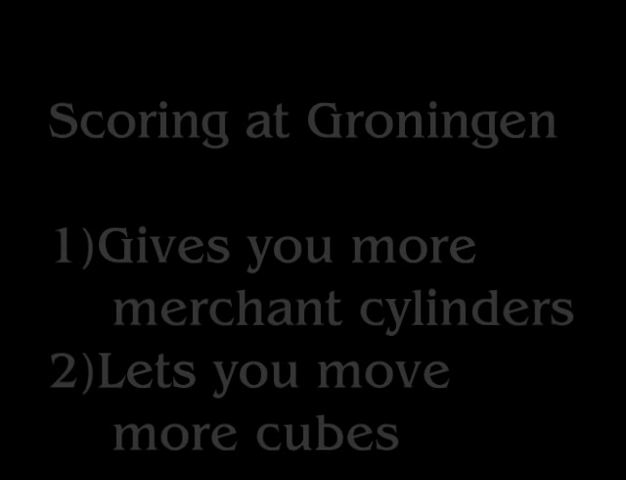 Scoring at Groningen
1)Gives you more
merchant cylinders
2)Lets you move
more cubes